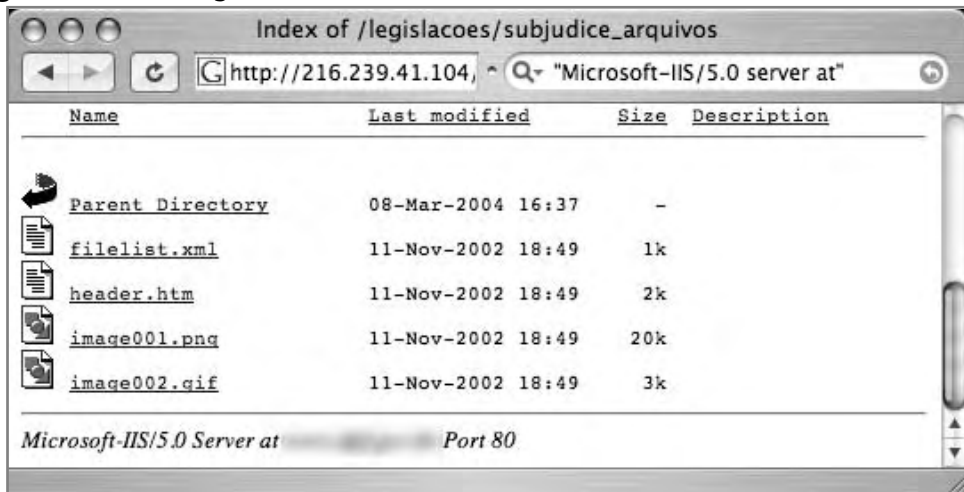 Index of /legislacoes/subjudice_arquivos
G http://216.239.41.104, "Microsoft-IIS/5.0 server at"
Name Last modified Size Description
Parent Directory 08-Mar-2004 16:37 -
filelist.xml 11-Nov-2002 18:49 1k
header.htm 11-Nov-2002 18:49 2k
image001.png 11-Nov-2002 18:49 20k
image002.gif 11-Nov-2002 18:49 3k
Microsoft-IIS/5.0 Server at Port 80